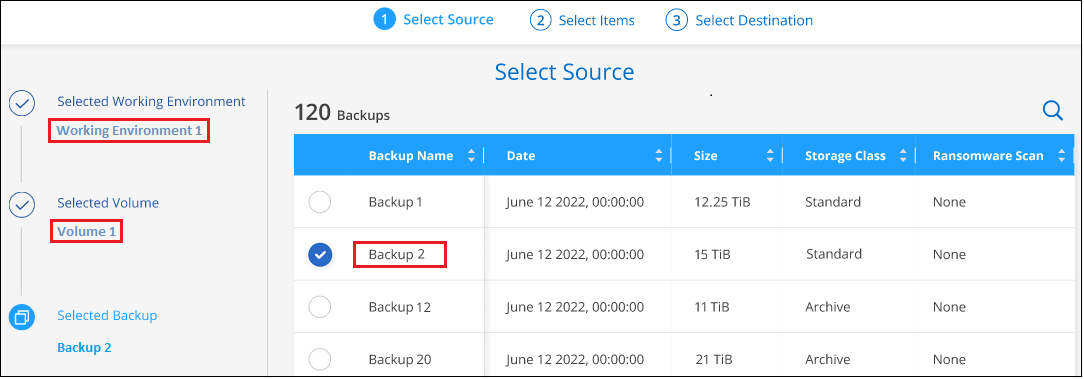 1 Select Source 2 Select Items 3 Select Destination
Select Source
Selected Working Environment
Working Environment 1
Selected Volume
Volume 1
Selected Backup
Backup 2
120 Backups
Backup Name Date Size Storage Class Ransomware Scan
Backup 1 June 12 2022, 00:00:00 12.25 TiB Standard None
Backup 2 June 12 2022, 00:00:00 15 TiB Standard None
Backup 12 June 12 2022, 00:00:00 11 TiB Archive None
Backup 20 June 12 2022, 00:00:00 21 TiB Archive None